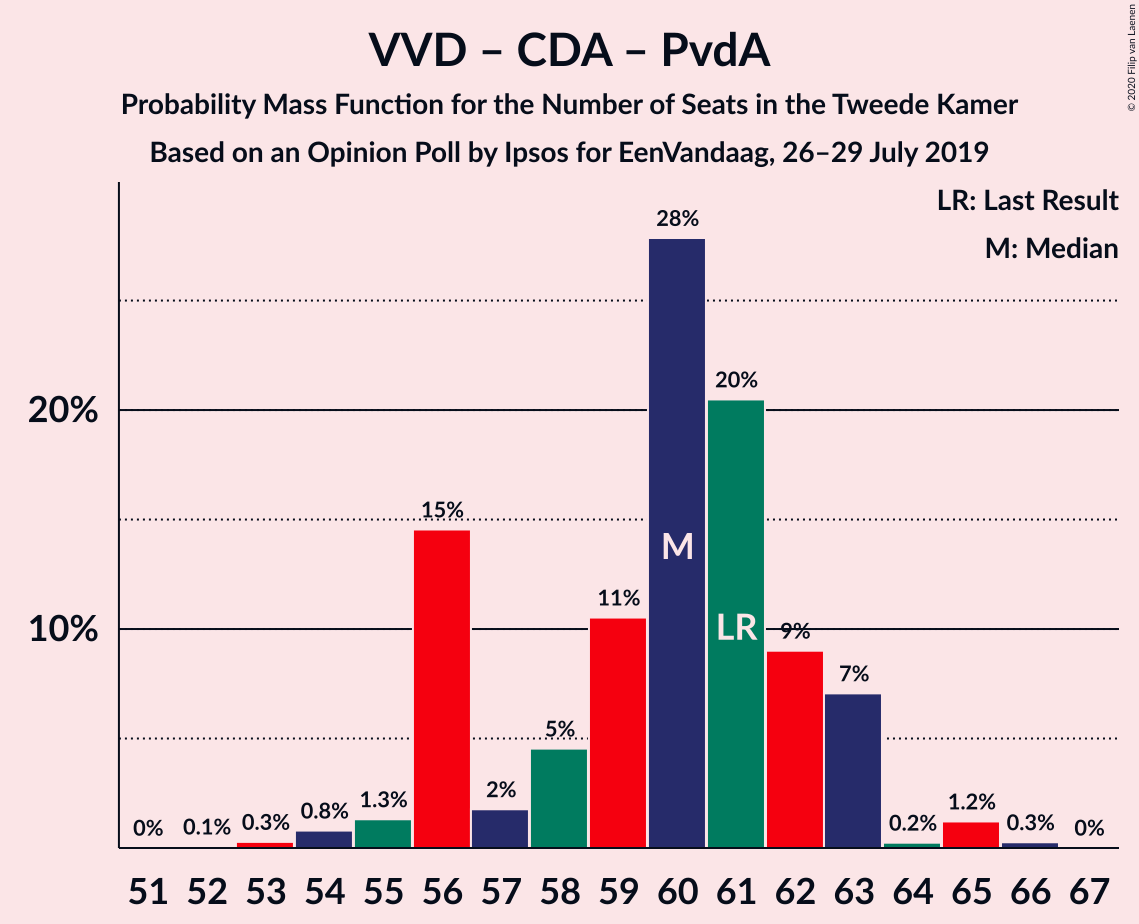 VVD – CDA – PvdA
Probability Mass Function for the Number of Seats in the Tweede Kamer
Based on an Opinion Poll by Ipsos for EenVandaag, 26–29 July 2019
© 2020 Filip van Laenen
LR: Last Result
M: Median
20%
10%
0% 0.1% 0.3% 0.8% 1.3% 15% 2% 5% 11% 28% 20% 9% 7% 0.2% 1.2% 0.3% 0%
M
LR
51 52 53 54 55 56 57 58 59 60 61 62 63 64 65 66 67